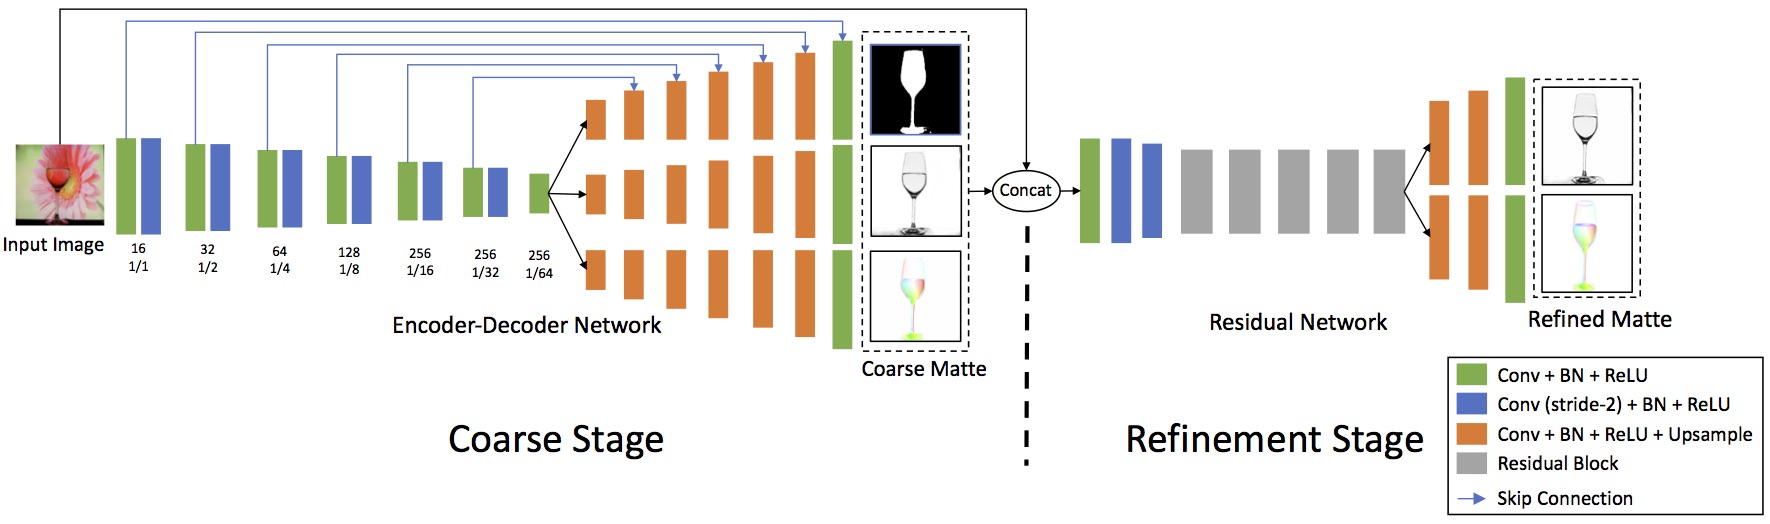 Input Image
16
1/1
32
1/2
64
1/4
128
1/8
256
1/16
256
1/32
256
1/64
Encoder-Decoder Network
Coarse Matte
Concat
Residual Network
Refined Matte
Coarse Stage
Refinement Stage
Conv + BN + ReLU
Conv (stride-2) + BN + ReLU
Conv + BN + ReLU + Upsample
Residual Block
Skip Connection